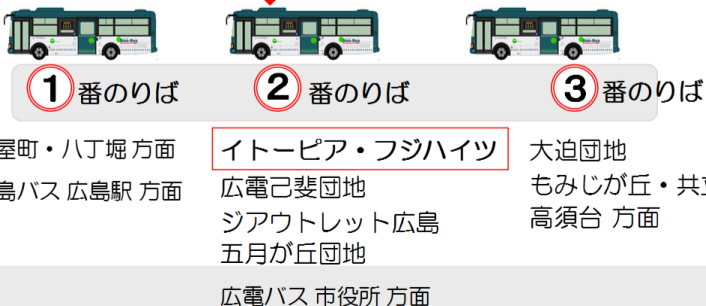 1番のりば
2番のりば
3番のりば
屋町・八丁堀 方面
島バス 広島駅 方面
イトーピア・フジハイツ
広電己斐団地
ジアウトレット広島
五月が丘団地
広電バス 市役所 方面
大迫団地
もみじが丘・共立
高須台 方面